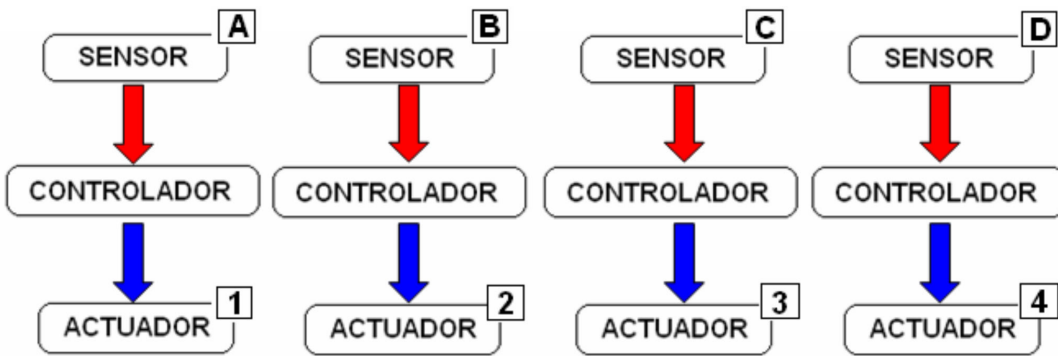 A B C D
SENSOR SENSOR SENSOR SENSOR
CONTROLADOR CONTROLADOR CONTROLADOR CONTROLADOR
1 2 3 4
ACTUADOR ACTUADOR ACTUADOR ACTUADOR